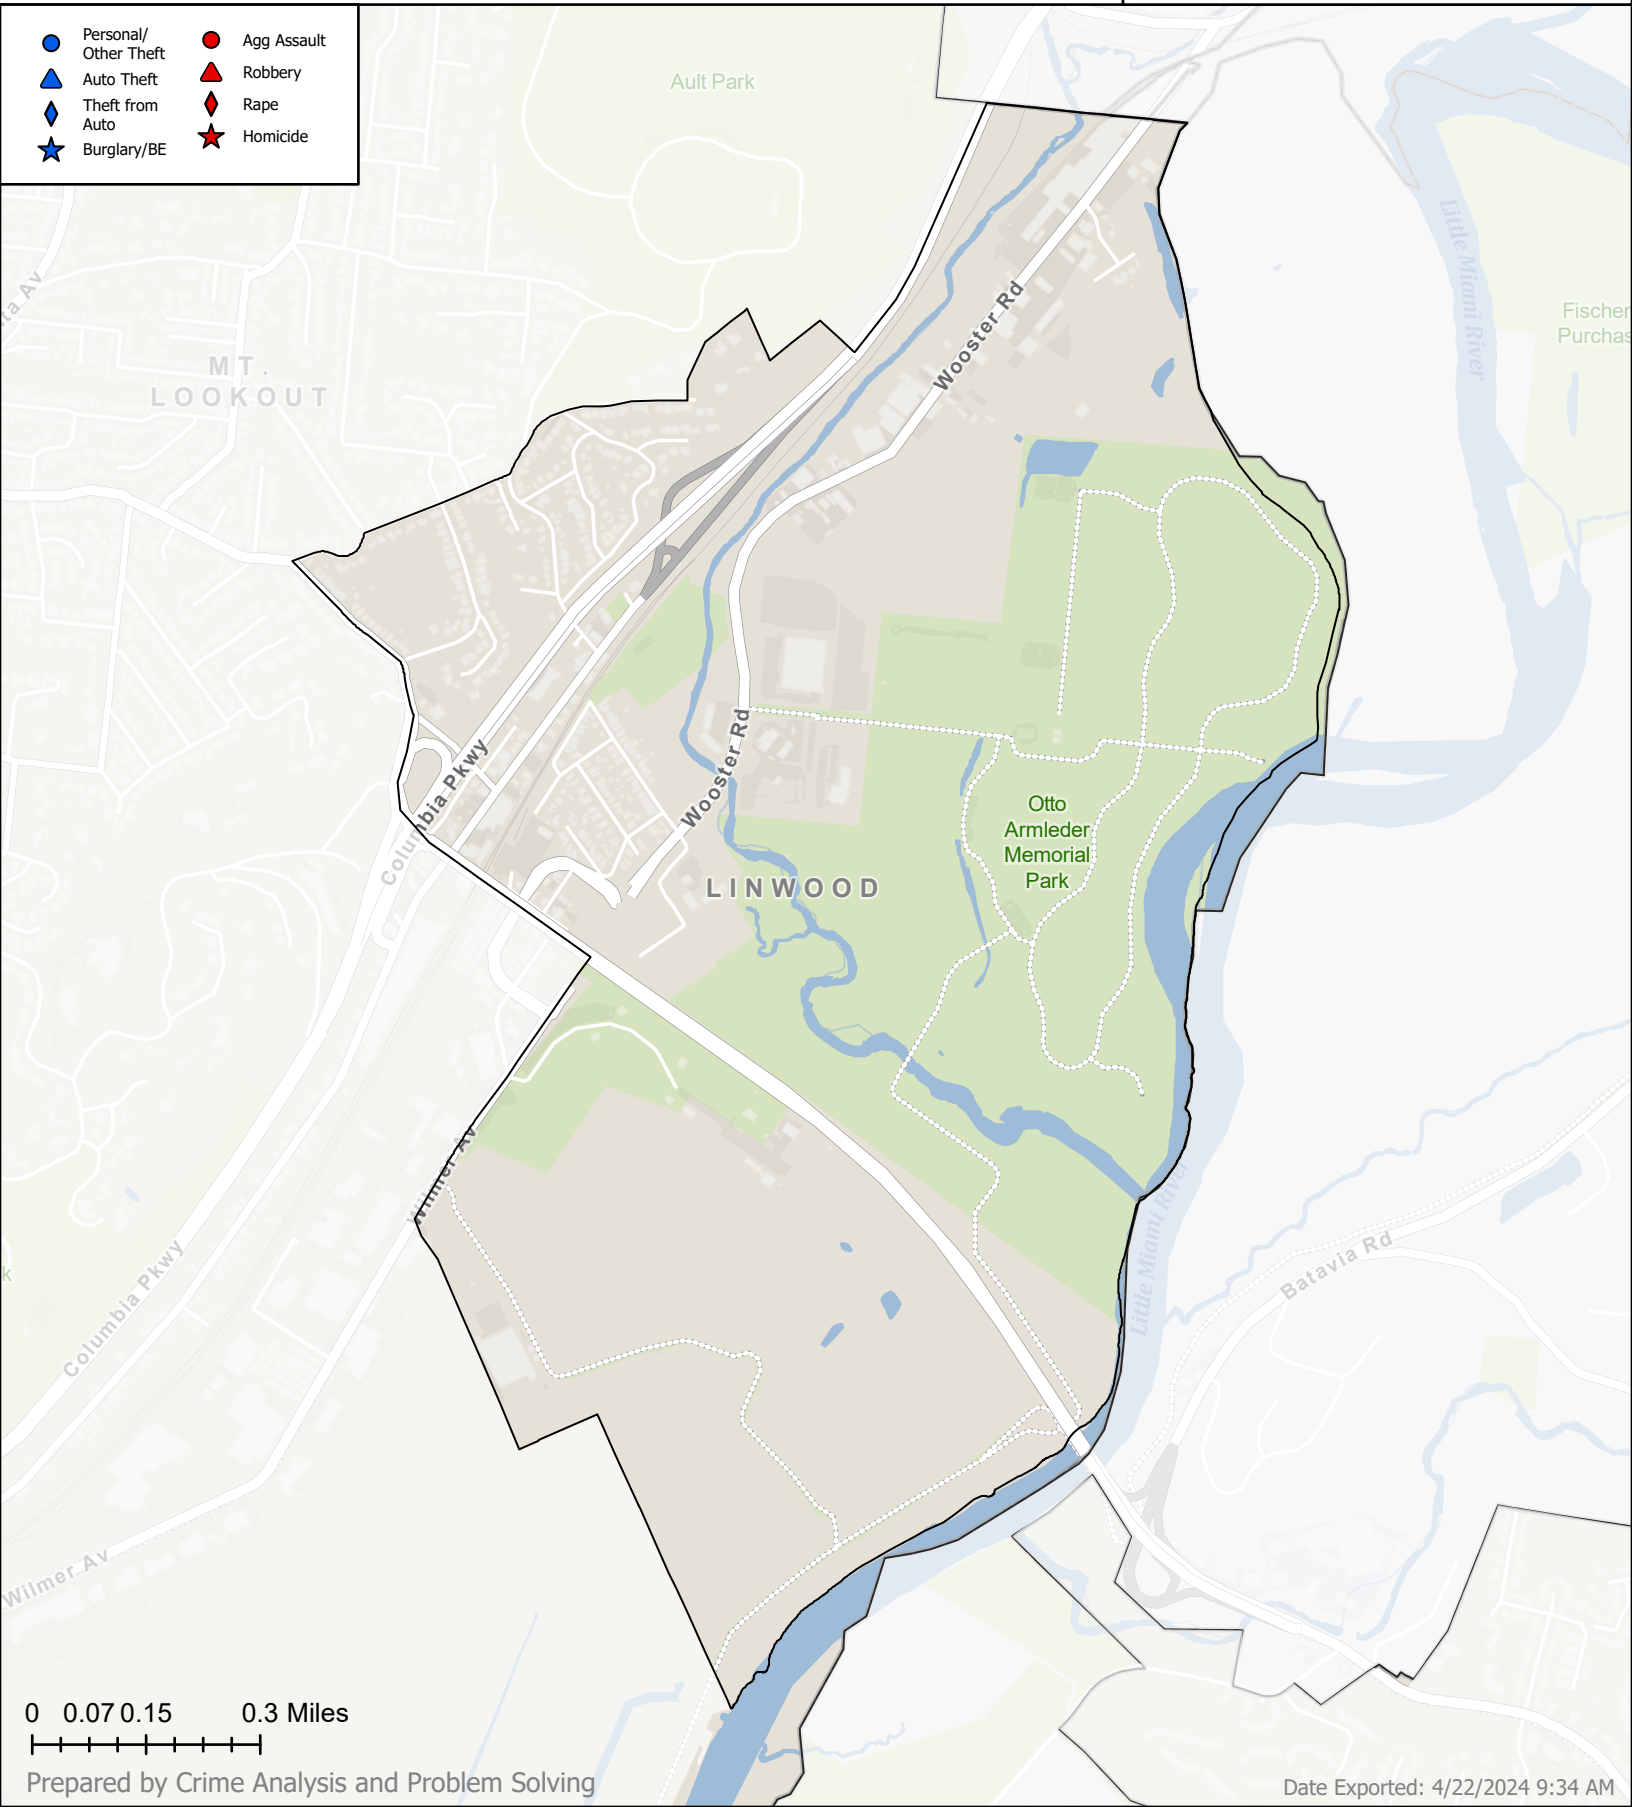 Personal/
Other Theft
Auto Theft
Theft from
Auto
Burglary/BE
Agg Assault
Robbery
Rape
Homicide
Ault Park
Little Miami River
Fischer
Purchas
ta Av
MT.
LOOKOUT
Wooster Rd
Columbia Pkwy
Wooster Rd
Otto
Armleder
Memorial
Park
LINWOOD
Wilmer Av
Little Miami River
Batavia Rd
k
Columbia Pkwy
Wilmer Av
0 0.07 0.15 0.3 Miles
Prepared by Crime Analysis and Problem Solving
Date Exported: 4/22/2024 9:34 AM